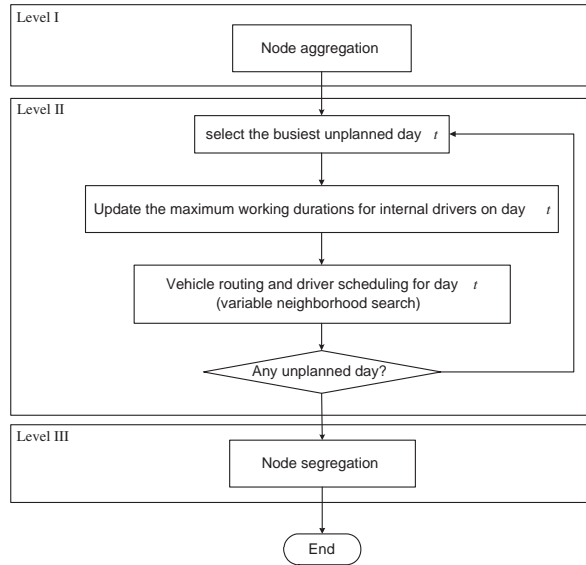 Level I
Node aggregation
Level II
select the busiest unplanned day t
Update the maximum working durations for internal drivers on day t
Vehicle routing and driver scheduling for day t
(variable neighborhood search)
Any unplanned day?
Level III
Node segregation
End